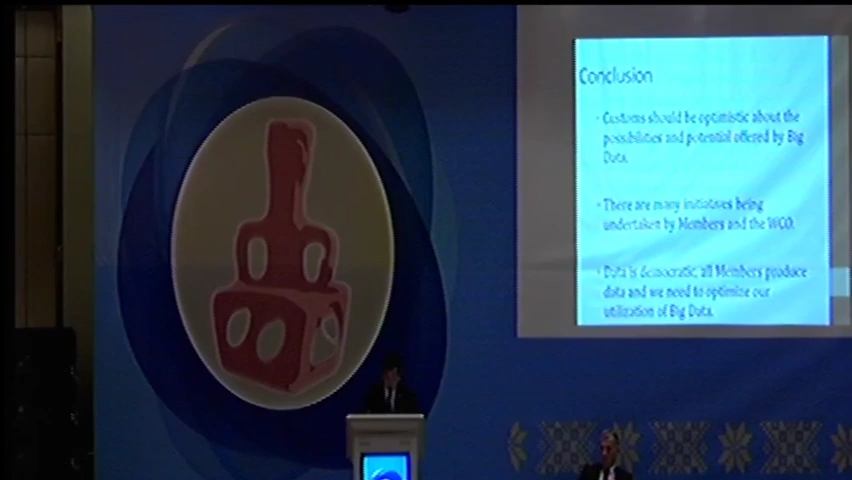 Conclusion
· Customs should be optimistic about the
possibilities and potential offered by Big
Data.
· There are many initiatives being
undertaken by Members and the WCO.
· Data is democratic, all Members produce
data and we need to optimize our
utilization of Big Data.